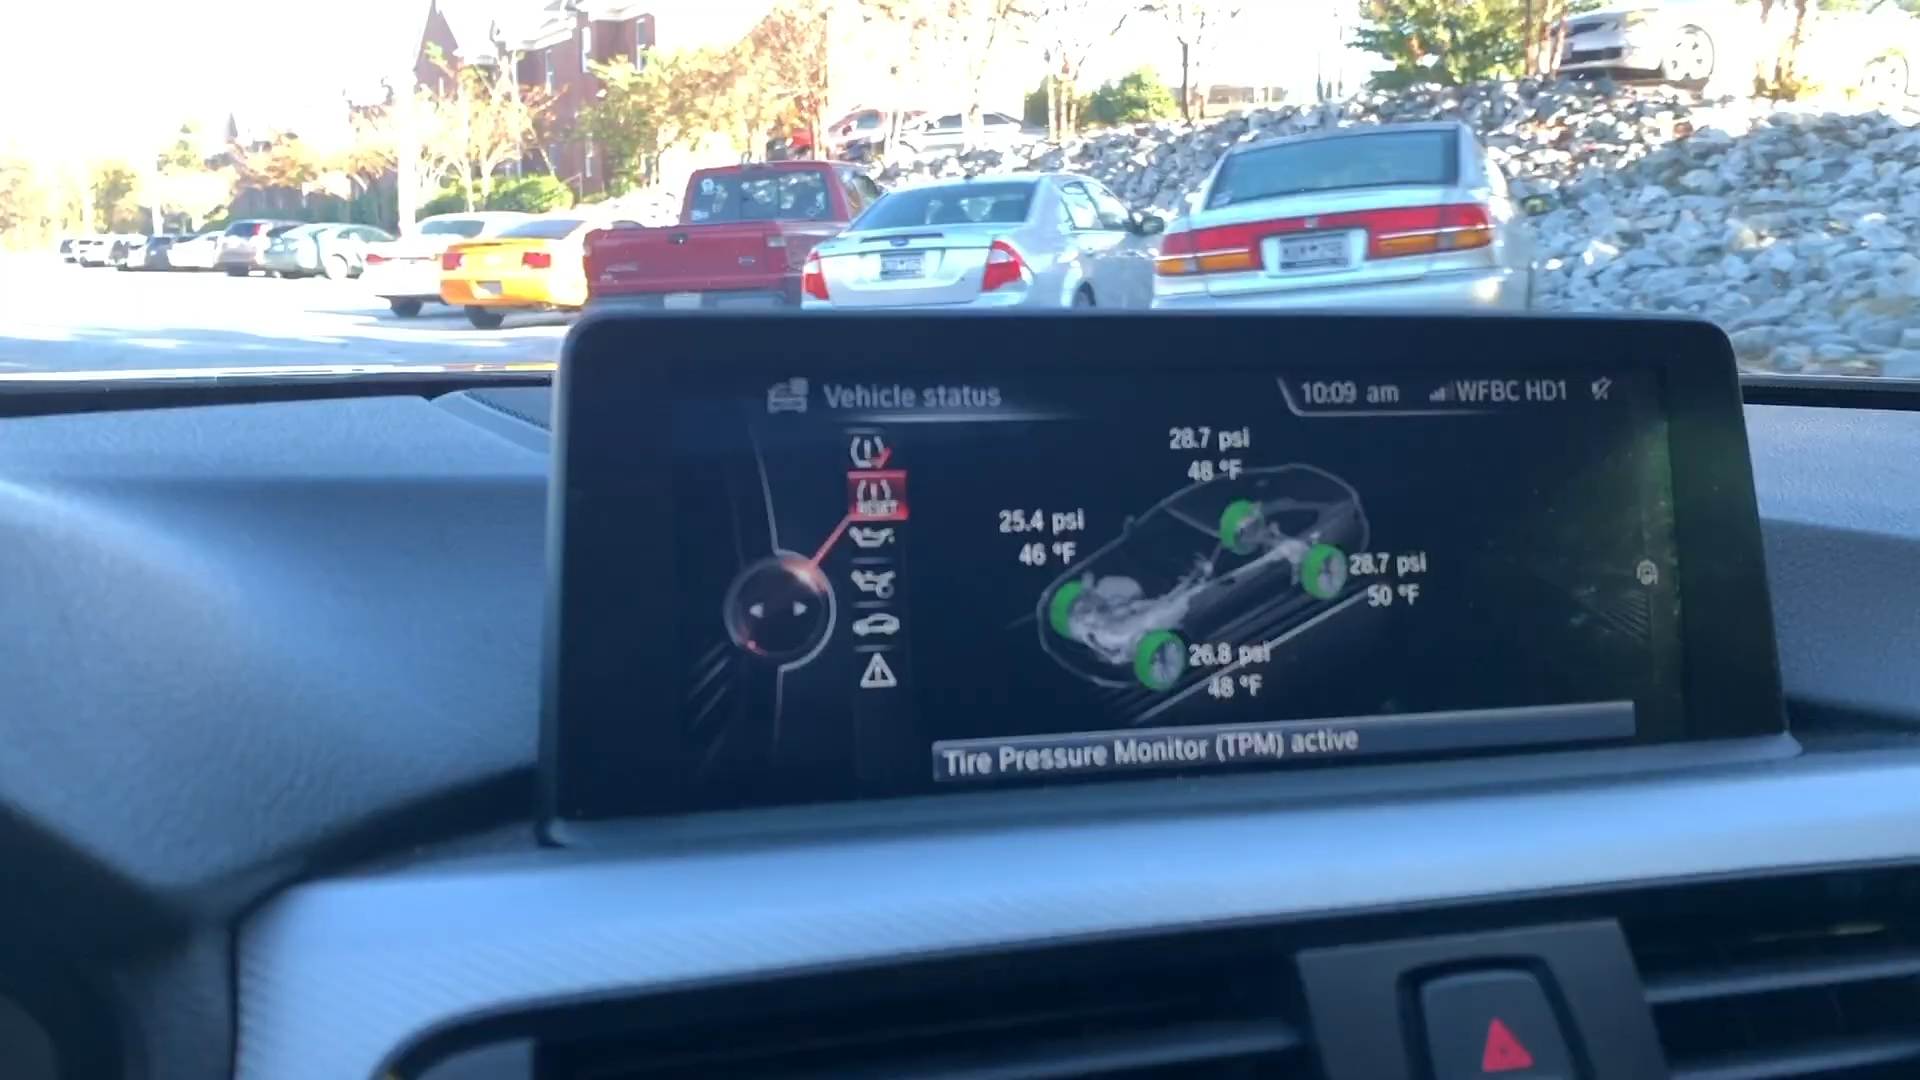 Vehicle status
10:09 am
WFBC HD1
28.7 psi
48 °F
25.4 psi
46 °F
28.7 psi
50 °F
26.8 psi
48 °F
Tire Pressure Monitor (TPM) active